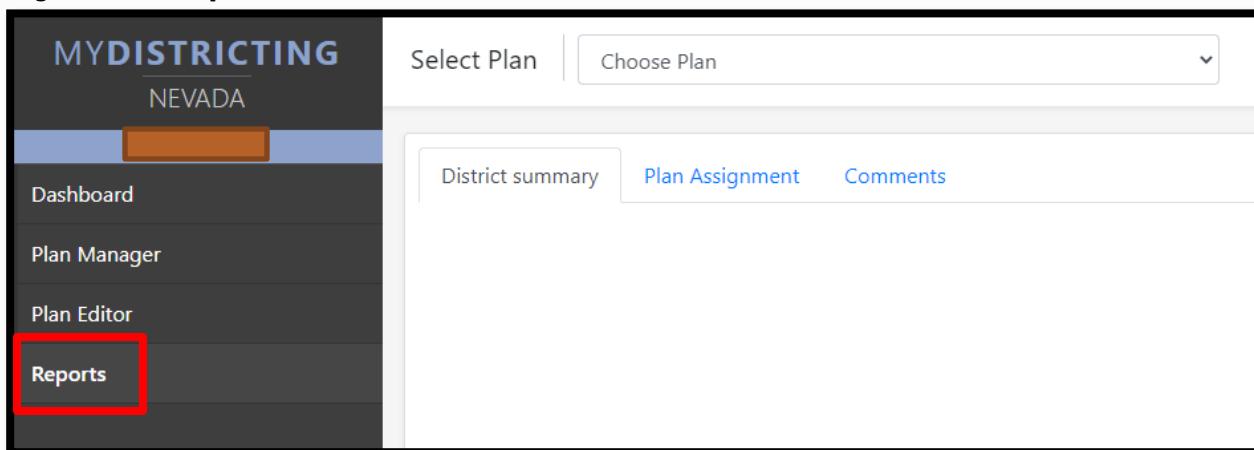 MYDISTRICTING
NEVADA
Select Plan
Choose Plan
Dashboard
Plan Manager
Plan Editor
Reports
District summary
Plan Assignment
Comments